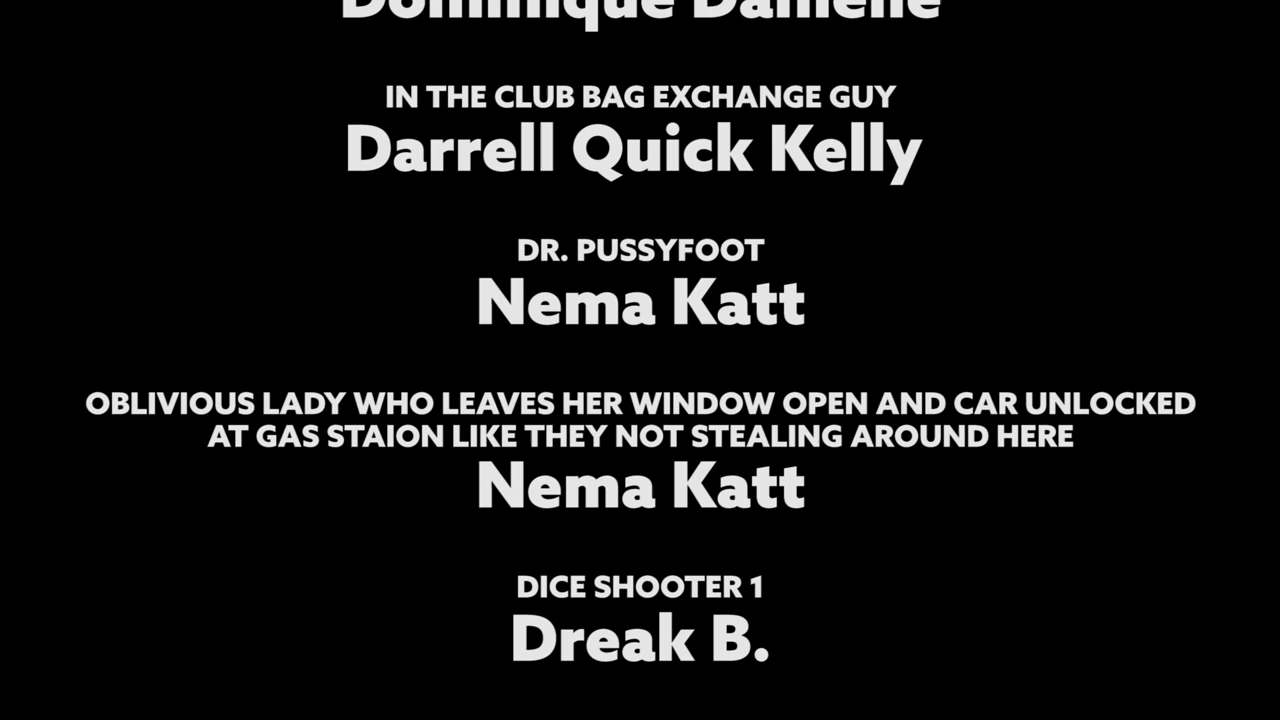 Dominique Danielle
IN THE CLUB BAG EXCHANGE GUY
Darrell Quick Kelly
DR. PUSSYFOOT
Nema Katt
OBLIVIOUS LADY WHO LEAVES HER WINDOW OPEN AND CAR UNLOCKED
AT GAS STAION LIKE THEY NOT STEALING AROUND HERE
Nema Katt
DICE SHOOTER 1
Dreak B.